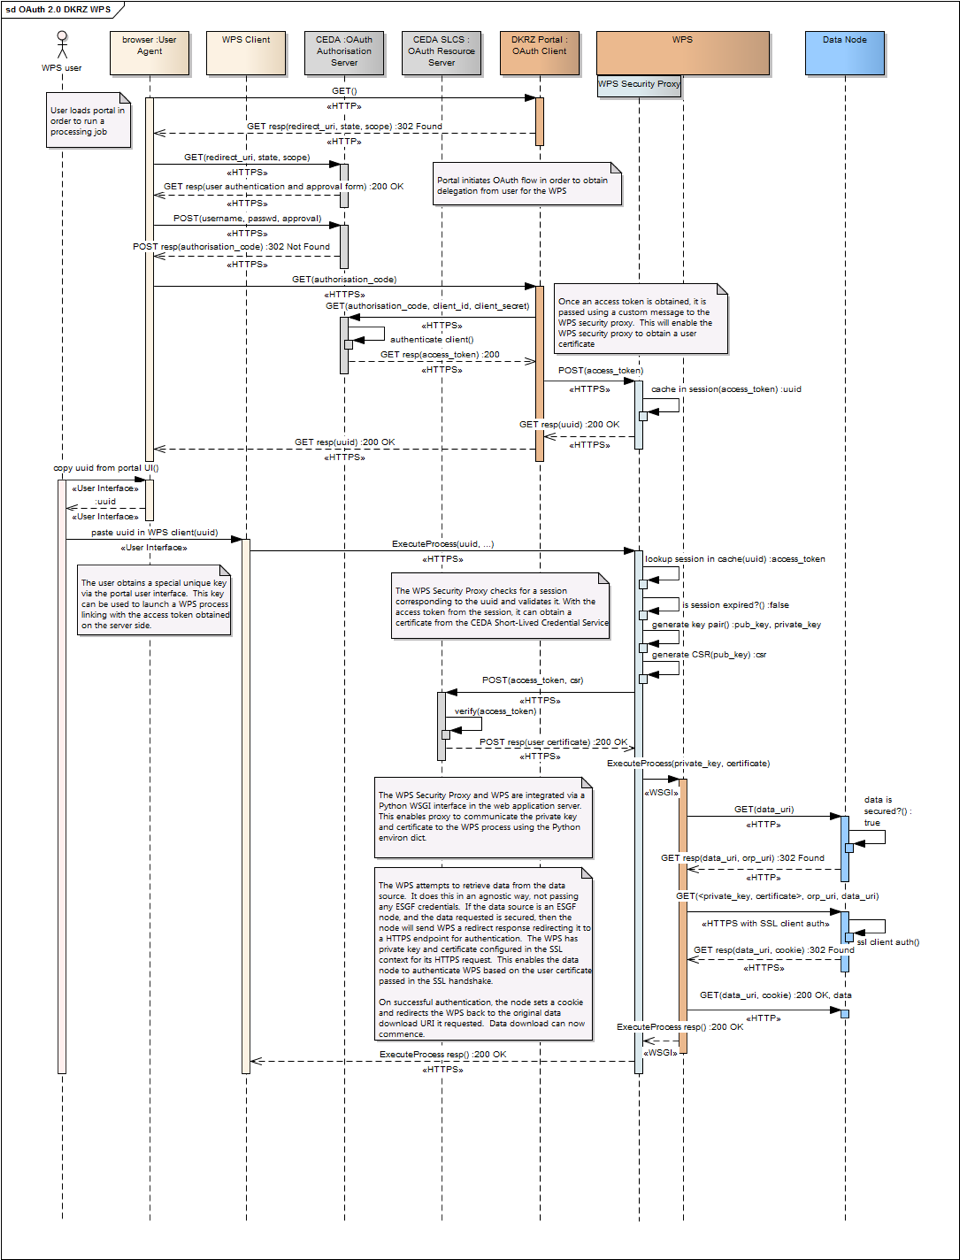 sd OAuth 2.0 DKRZ WPS
WPS user
browser :User
Agent
WPS Client
CEDA :OAuth
Authorisation
Server
CEDA SLCS :
OAuth Resource
Server
DKRZ Portal :
OAuth Client
WPS
WPS Security Proxy
Data Node
User loads portal in
order to run a
processing job
GET()
«HTTP»
GET resp(redirect_uri, state, scope) :302 Found
«HTTP»
GET(redirect_uri, state, scope)
«HTTPS»
Portal initiates OAuth flow in order to obtain
delegation from user for the WPS
GET resp(user authentication and approval form) :200 OK
«HTTPS»
POST(username, passwd, approval)
«HTTPS»
POST resp(authorisation_code) :302 Not Found
«HTTPS»
GET(authorisation_code)
«HTTPS»
Once an access token is obtained, it is
passed using a custom message to the
WPS security proxy.  This will enable the
WPS security proxy to obtain a user
certificate
GET(authorisation_code, client_id, client_secret)
«HTTPS»
authenticate client()
GET resp(access_token) :200
«HTTPS»
POST(access_token)
«HTTPS»
cache in session(access_token) :uuid
GET resp(uuid) :200 OK
«HTTPS»
GET resp(uuid) :200 OK
«HTTPS»
copy uuid from portal UI()
«User Interface»
:uuid
«User Interface»
paste uuid in WPS client(uuid)
«User Interface»
ExecuteProcess(uuid, ...)
«HTTPS»
lookup session in cache(uuid) :access_token
The user obtains a special unique key
via the portal user interface.  This key
can be used to launch a WPS process
linking with the access token obtained
on the server side.
The WPS Security Proxy checks for a session
corresponding to the uuid and validates it. With the
access token from the session, it can obtain a
certificate from the CEDA Short-Lived Credential Service
is session expired?() :false
generate key pair() :pub_key, private_key
generate CSR(pub_key) :csr
POST(access_token, csr)
«HTTPS»
verify(access_token)
POST resp(user certificate) :200 OK
«HTTPS»
ExecuteProcess(private_key, certificate)
«WSGI»
The WPS Security Proxy and WPS are integrated via a
Python WSGI interface in the web application server.
This enables proxy to communicate the private key
and certificate to the WPS process using the Python
environ dict.
GET(data_uri)
«HTTP»
data is
secured?() :
true
GET resp(data_uri, orp_uri) :302 Found
«HTTP»
The WPS attempts to retrieve data from the data
source.  It does this in an agnostic way, not passing
any ESGF credentials.  If the data source is an ESGF
node, and the data requested is secured, then the
node will send WPS a redirect response redirecting it to
a HTTPS endpoint for authentication.  The WPS has
private key and certificate configured in the SSL
context for its HTTPS request.  This enables the data
node to authenticate WPS based on the user certificate
passed in the SSL handshake.
On successful authentication, the node sets a cookie
and redirects the WPS back to the original data
download URI it requested.  Data download can now
commence.
GET(<private_key, certificate>, orp_uri, data_uri)
«HTTPS with SSL client auth»
ssl client auth()
GET resp(data_uri, cookie) :302 Found
«HTTPS»
GET(data_uri, cookie) :200 OK, data
«HTTP»
ExecuteProcess resp() :200 OK
«WSGI»
ExecuteProcess resp() :200 OK
«HTTPS»